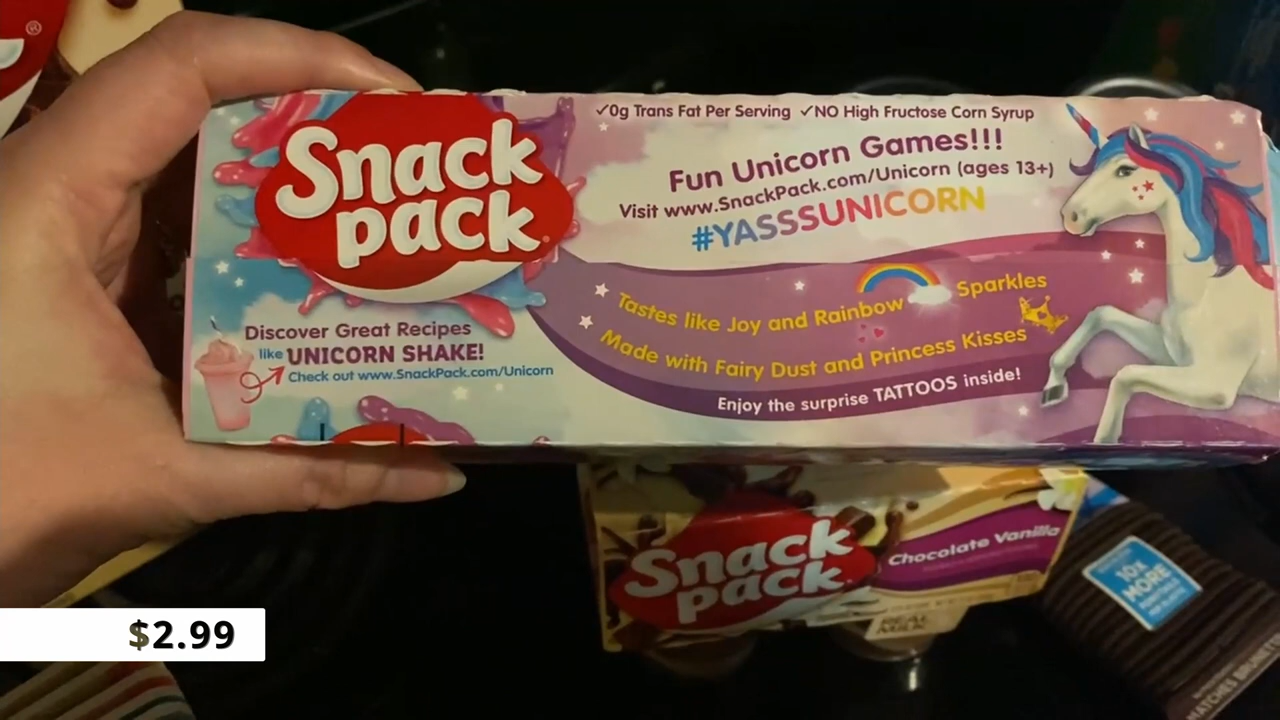 ✓0g Trans Fat Per Serving ✓NO High Fructose Corn Syrup
Snack
pack®
Fun Unicorn Games!!!
Visit www.SnackPack.com/Unicorn (ages 13+)
#YASSSUNICORN
Tastes like Joy and Rainbow Sparkles
Made with Fairy Dust and Princess Kisses
Enjoy the surprise TATTOOS inside!
Discover Great Recipes
like UNICORN SHAKE!
Check out www.SnackPack.com/Unicorn
Snack
pack
Chocolate Vanilla
10X
MORE
$2.99